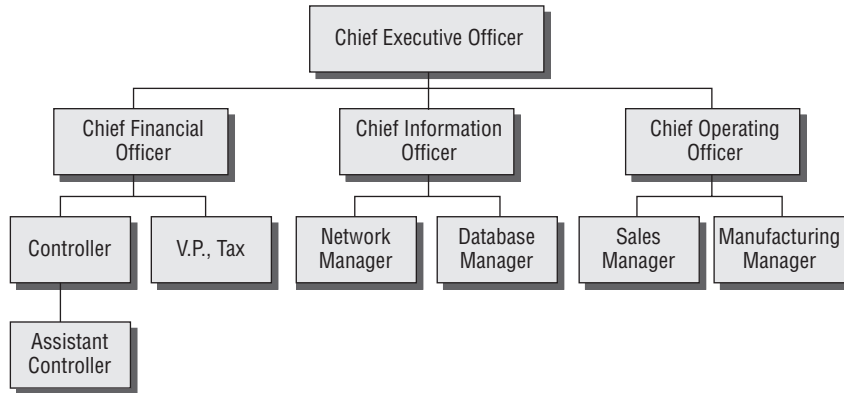 Chief Executive Officer
Chief Financial
Officer
Chief Information
Officer
Chief Operating
Officer
Controller
V.P., Tax
Network
Manager
Database
Manager
Sales
Manager
Manufacturing
Manager
Assistant
Controller